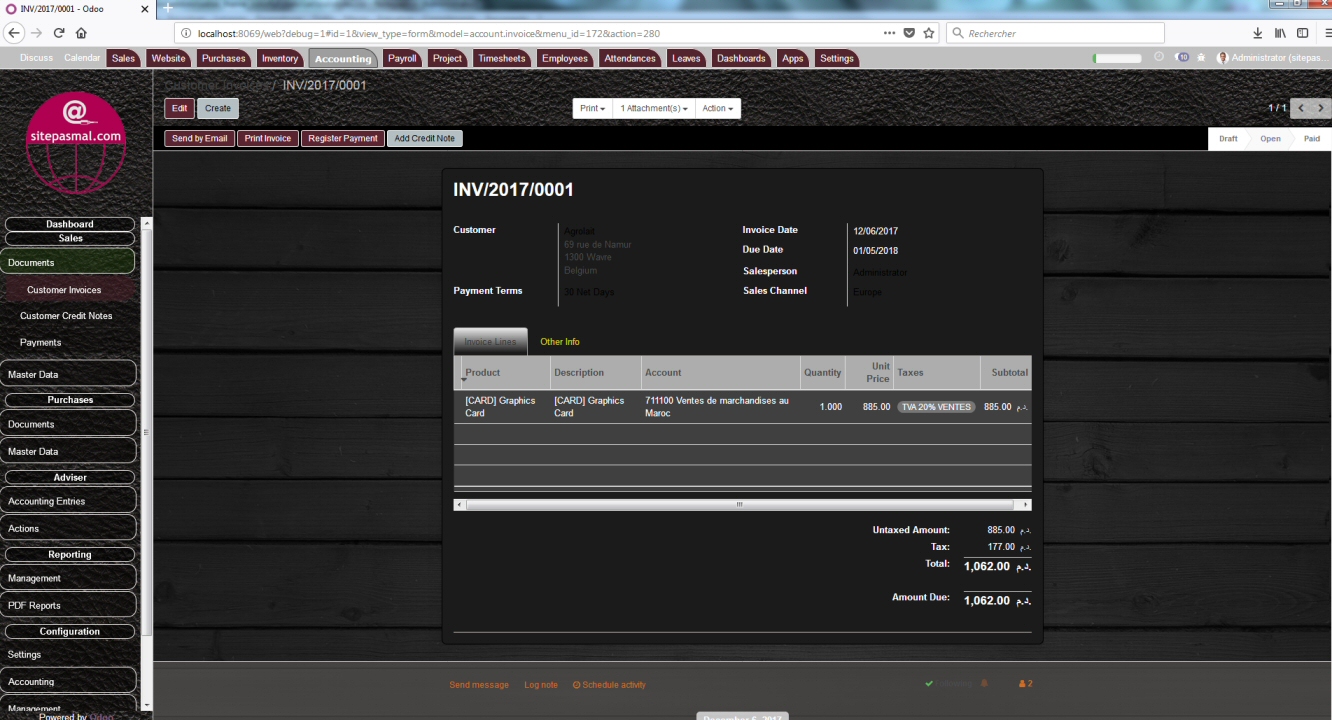 INV/2017/0001 - Odoo
localhost:8069/web?debug=1#id=1&view_type=form&model=account.invoice&menu_id=172&action=280
Rechercher
Discuss Calendar Sales Website Purchases Inventory Accounting Payroll Project Timesheets Employees Attendances Leaves Dashboards Apps Settings
10
Administrator (sitepas...
@
sitepasmal.com
Customer Invoices / INV/2017/0001
Edit Create
Print 1 Attachment(s) Action
1 / 1
Send by Email Print Invoice Register Payment Add Credit Note
Draft Open Paid
Dashboard
Sales
Documents
Customer Invoices
Customer Credit Notes
Payments
Master Data
Purchases
Documents
Master Data
Adviser
Accounting Entries
Actions
Reporting
Management
PDF Reports
Configuration
Settings
Accounting
Management
Powered by Odoo
INV/2017/0001
Customer
Agrolait
69 rue de Namur
1300 Wavre
Belgium
Payment Terms 30 Net Days
Invoice Date 12/06/2017
Due Date 01/05/2018
Salesperson Administrator
Sales Channel Europe
Invoice Lines Other Info
Product Description Account Quantity Unit Price Taxes Subtotal
[CARD] Graphics Card [CARD] Graphics Card 711100 Ventes de marchandises au Maroc 1.000 885.00 TVA 20% VENTES 885.00 د.م.
Untaxed Amount: 885.00 د.م.
Tax: 177.00 د.م.
Total: 1,062.00 د.م.
Amount Due: 1,062.00 د.م.
Send message Log note Schedule activity
2
December 6, 2017